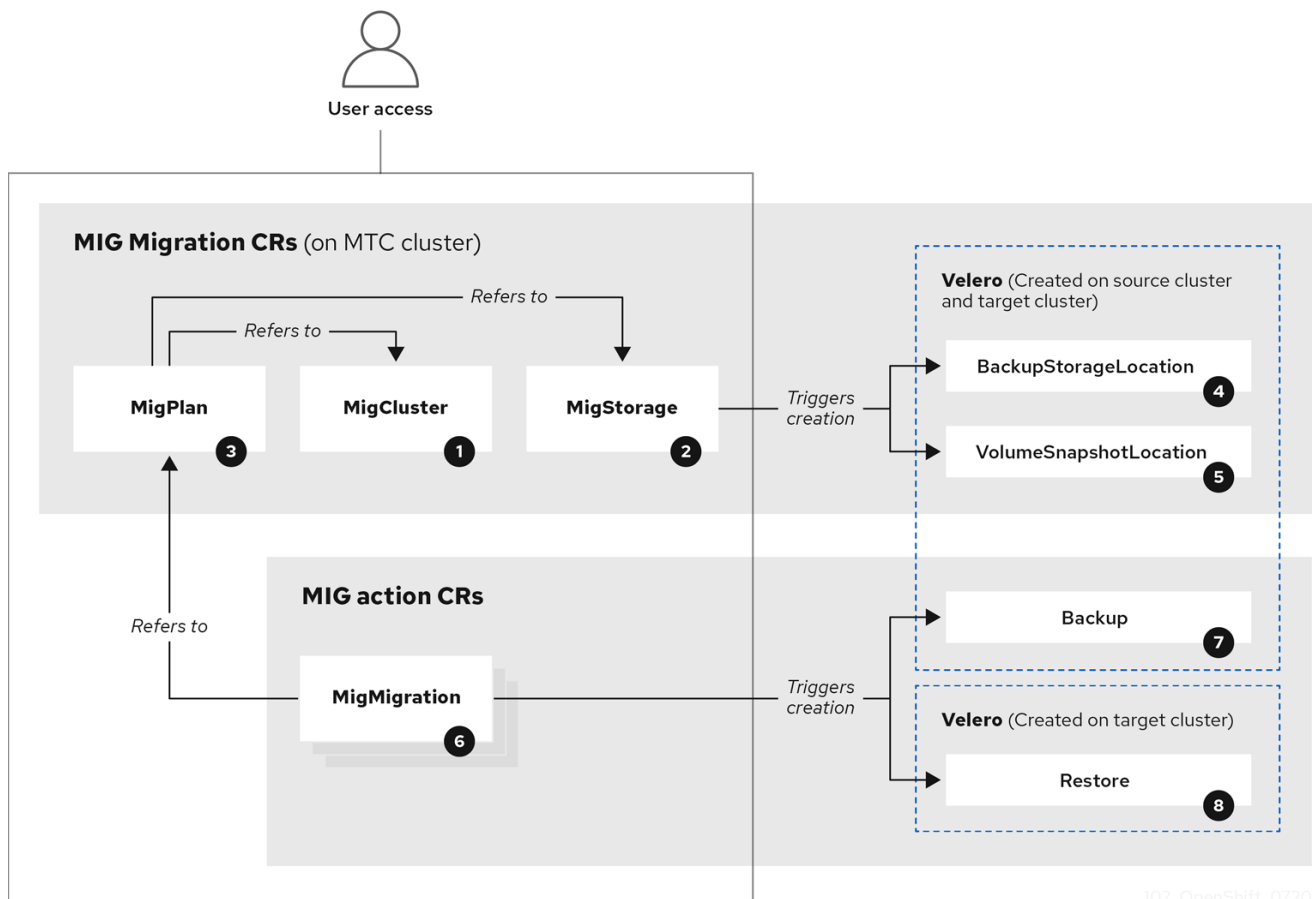 User access
MIG Migration CRs (on MTC cluster)
Refers to
Refers to
MigPlan
3
MigCluster
1
MigStorage
2
Triggers
creation
Velero (Created on source cluster
and target cluster)
BackupStorageLocation
4
VolumeSnapshotLocation
5
MIG action CRs
Refers to
MigMigration
6
Triggers
creation
Backup
7
Velero (Created on target cluster)
Restore
8
102_OpenShift_0720